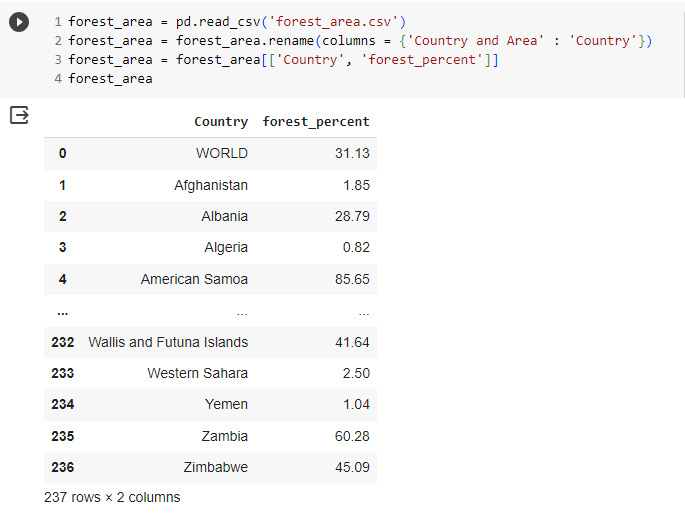 1 forest_area = pd.read_csv('forest_area.csv')
2 forest_area = forest_area.rename(columns = {'Country and Area' : 'Country'})
3 forest_area = forest_area[['Country', 'forest_percent']]
4 forest_area
Country forest_percent
0 WORLD 31.13
1 Afghanistan 1.85
2 Albania 28.79
3 Algeria 0.82
4 American Samoa 85.65
... ... ...
232 Wallis and Futuna Islands 41.64
233 Western Sahara 2.50
234 Yemen 1.04
235 Zambia 60.28
236 Zimbabwe 45.09
237 rows × 2 columns